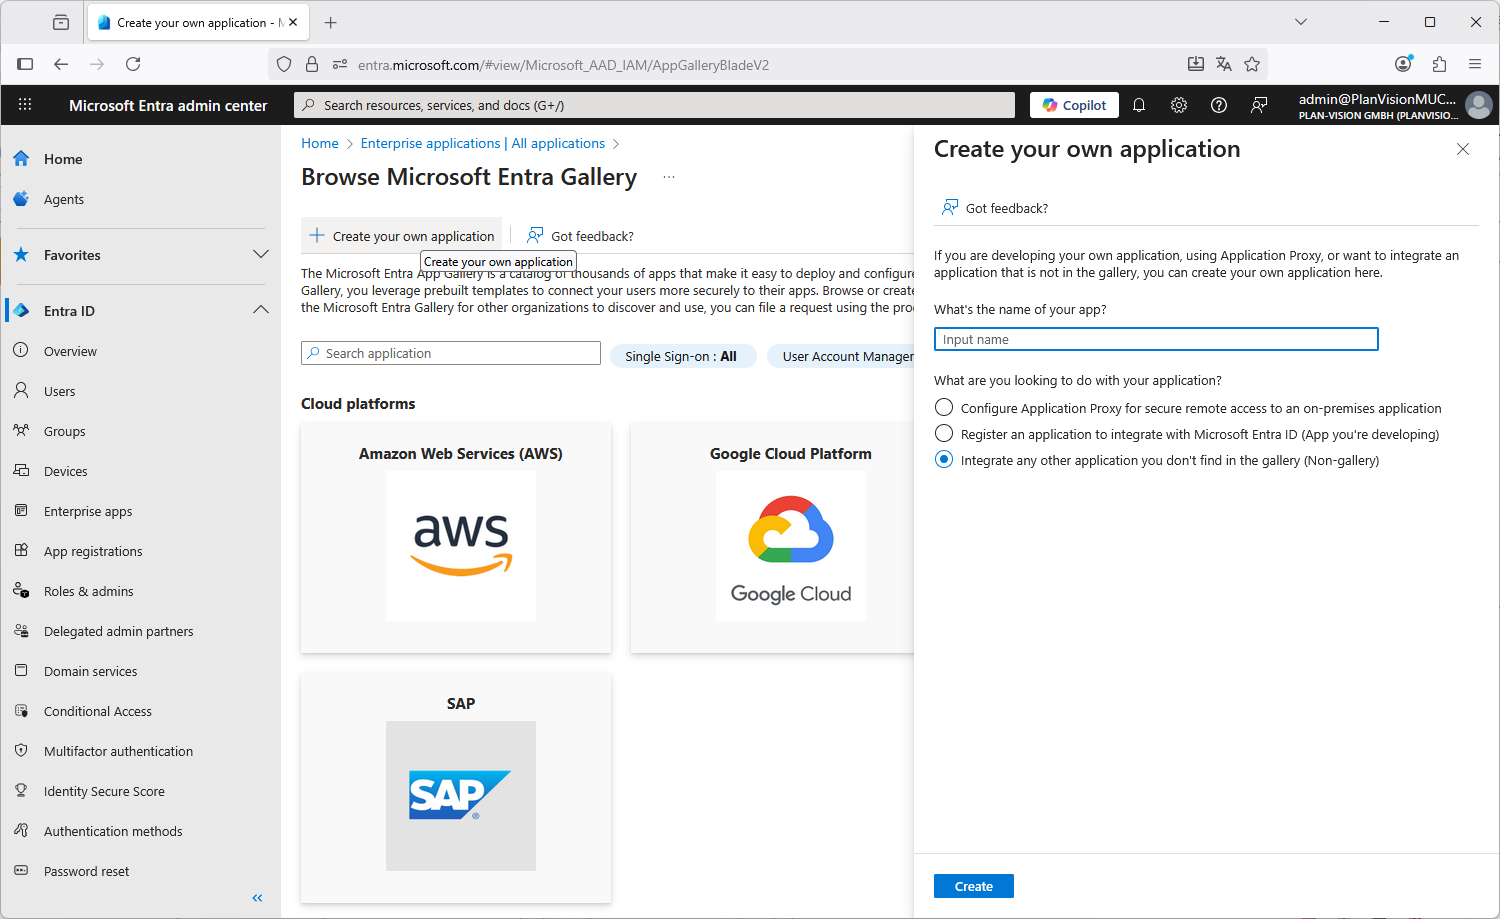 Create your own application - M
entra.microsoft.com/#view/Microsoft_AAD_IAM/AppGalleryBladeV2
Microsoft Entra admin center
Search resources, services, and docs (G+/)
Copilot
admin@PlanVisionMUC...
PLAN-VISION GMBH (PLANVISIO...
Home
Agents
Favorites
Entra ID
Overview
Users
Groups
Devices
Enterprise apps
App registrations
Roles & admins
Delegated admin partners
Domain services
Conditional Access
Multifactor authentication
Identity Secure Score
Authentication methods
Password reset
Home > Enterprise applications | All applications >
Browse Microsoft Entra Gallery ...
Create your own application
Got feedback?
Create your own application
The Microsoft Entra App Gallery is a catalog of thousands of apps that make it easy to deploy and configure
Gallery, you leverage prebuilt templates to connect your users more securely to their apps. Browse or create
the Microsoft Entra Gallery for other organizations to discover and use, you can file a request using the pro
Search application
Single Sign-on : All
User Account Manager
Cloud platforms
Amazon Web Services (AWS)
aws
Google Cloud Platform
Google Cloud
SAP
SAP
Create your own application
Got feedback?
If you are developing your own application, using Application Proxy, or want to integrate an
application that is not in the gallery, you can create your own application here.
What's the name of your app?
Input name
What are you looking to do with your application?
Configure Application Proxy for secure remote access to an on-premises application
Register an application to integrate with Microsoft Entra ID (App you're developing)
Integrate any other application you don't find in the gallery (Non-gallery)
Create